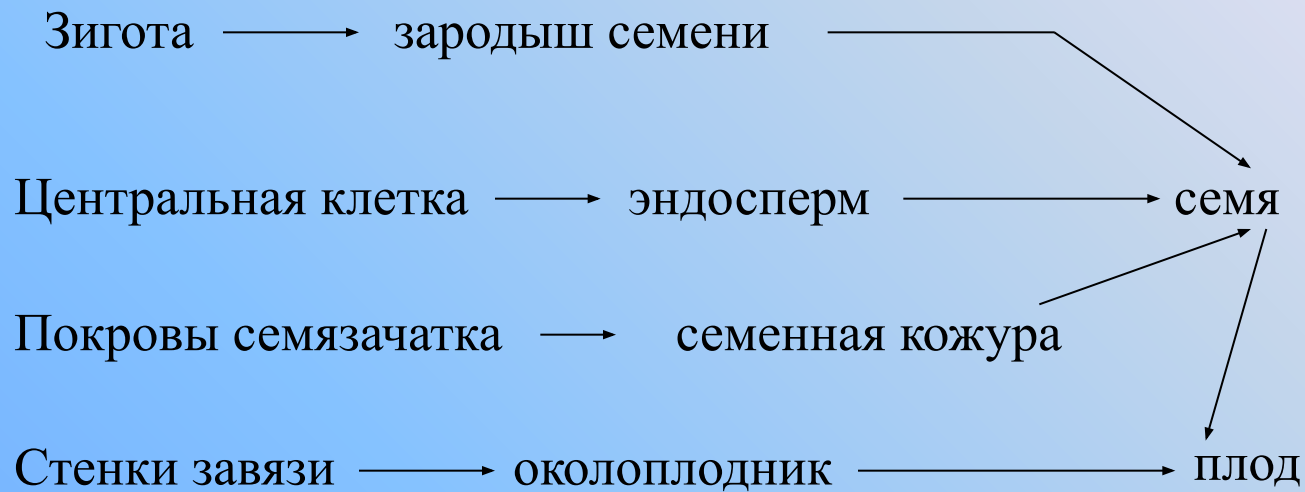 Зигота зародыш семени
Центральная клетка эндосперм семя
Покровы семязачатка семенная кожура
Стенки завязи околоплодник плод